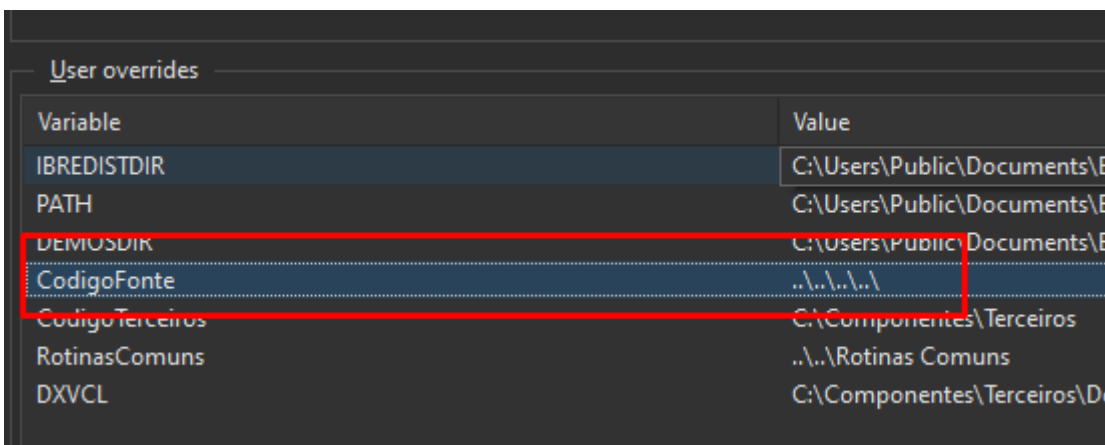 User overrides
Variable Value
IBREDISTDIR C:\Users\Public\Documents\E
PATH C:\Users\Public\Documents\E
DEMOSDIR C:\Users\Public\Documents\E
CodigoFonte ..\..\..\..\
CodigoTerceiros C:\Componentes\Terceiros
RotinasComuns ..\..\Rotinas Comuns
DXVCL C:\Componentes\Terceiros\De